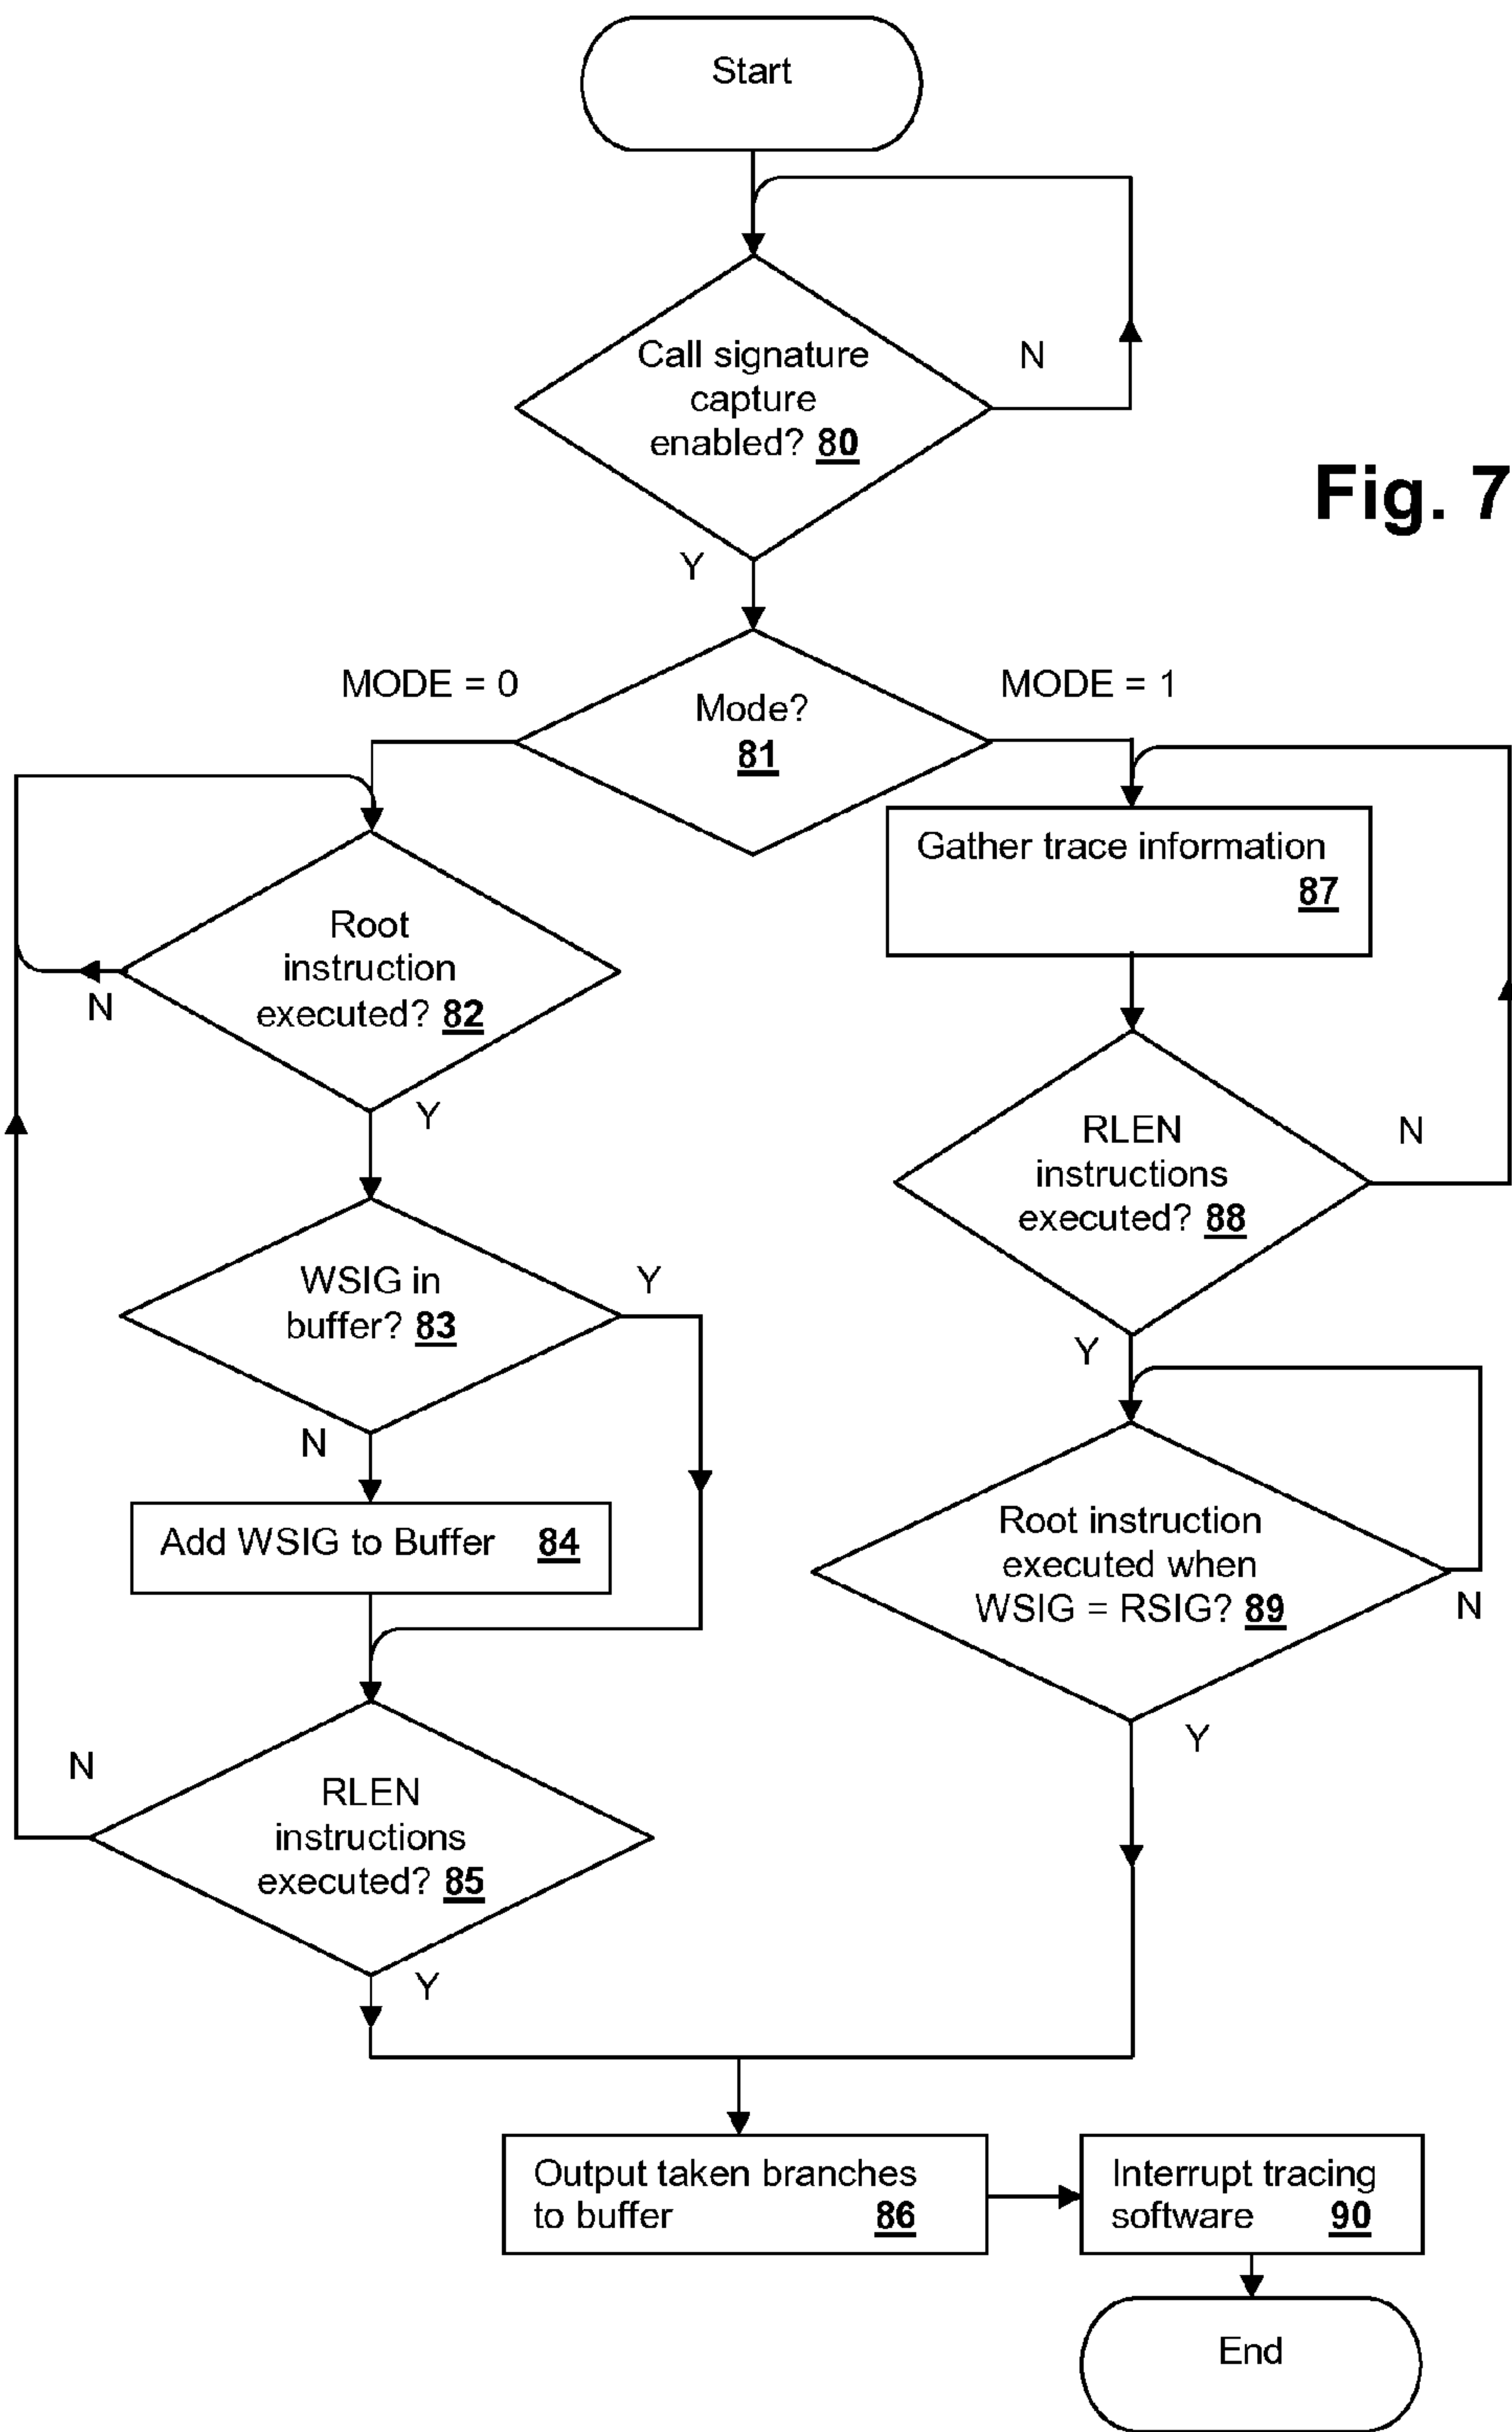 Start
Call signature
capture
enabled? 80
N
Fig. 7
Y
MODE = 0
Mode?
81
MODE = 1
Gather trace information
87
Root
instruction
executed? 82
N
Y
RLEN
instructions
executed? 88
N
Y
WSIG in
buffer? 83
Y
N
Add WSIG to Buffer 84
Root instruction
executed when
WSIG = RSIG? 89
N
Y
N
RLEN
instructions
executed? 85
Y
Output taken branches
to buffer 86
Interrupt tracing
software 90
End